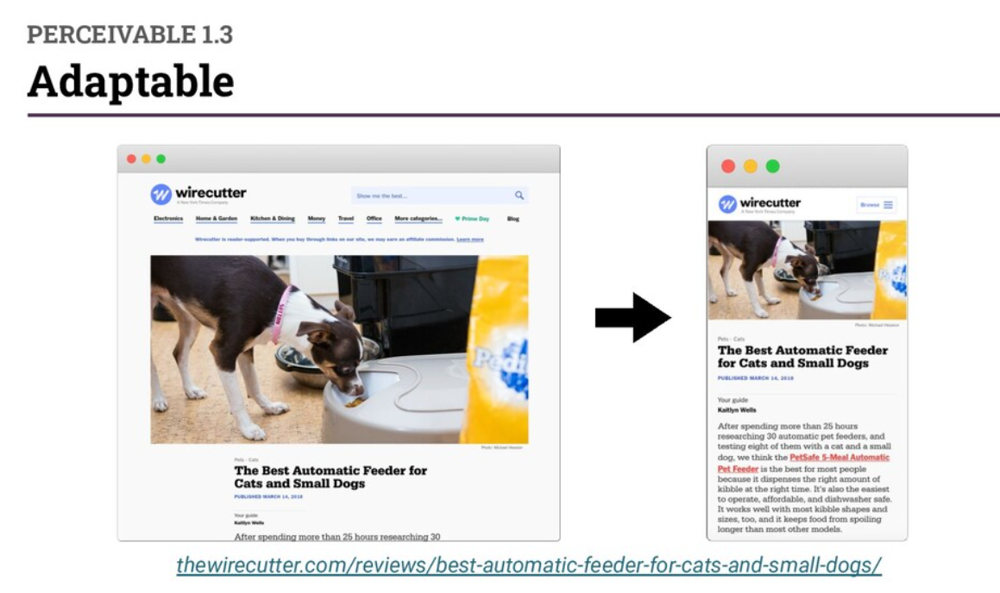 PERCEIVABLE 1.3
Adaptable
wirecutter
A New York Times Company
Show me the best...
Electronics Home & Garden Kitchen & Dining Money Travel Office More categories... Prime Day Blog
Wirecutter is reader-supported. When you buy through links on our site, we may earn an affiliate commission. Learn more
Pedi
Photo: Michael Hession
Pets - Cats
The Best Automatic Feeder for
Cats and Small Dogs
PUBLISHED MARCH 14, 2018
Your guide
Kaitlyn Wells
After spending more than 25 hours researching 30
wirecutter
A New York Times Company
Browse
Photo: Michael Hession
Pets - Cats
The Best Automatic Feeder
for Cats and Small Dogs
PUBLISHED MARCH 14, 2018
Your guide
Kaitlyn Wells
After spending more than 25 hours
researching 30 automatic pet feeders, and
testing eight of them with a cat and a small
dog, we think the PetSafe 5-Meal Automatic
Pet Feeder is the best for most people
because it dispenses the right amount of
kibble at the right time. It's also the easiest
to operate, affordable, and dishwasher safe.
It works well with most kibble shapes and
sizes, too, and it keeps food from spoiling
longer than most other models.
thewirecutter.com/reviews/best-automatic-feeder-for-cats-and-small-dogs/